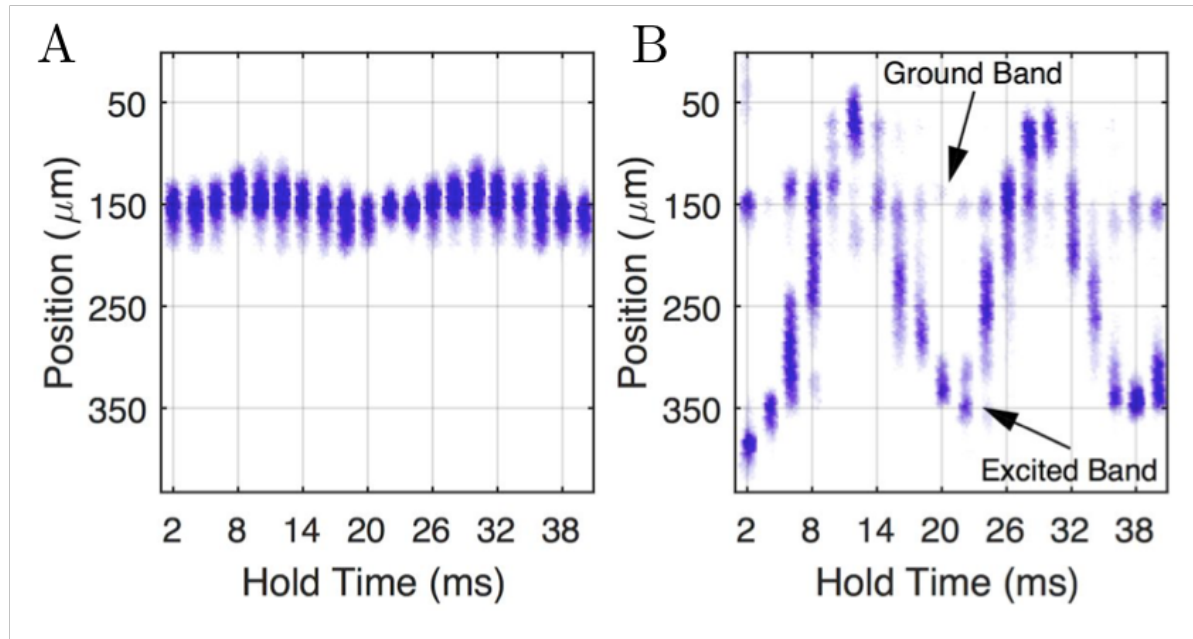 A
50
150
250
350
Position (μm)
2 8 14 20 26 32 38
Hold Time (ms)
B
Ground Band
50
150
250
350
Position (μm)
Excited Band
2 8 14 20 26 32 38
Hold Time (ms)